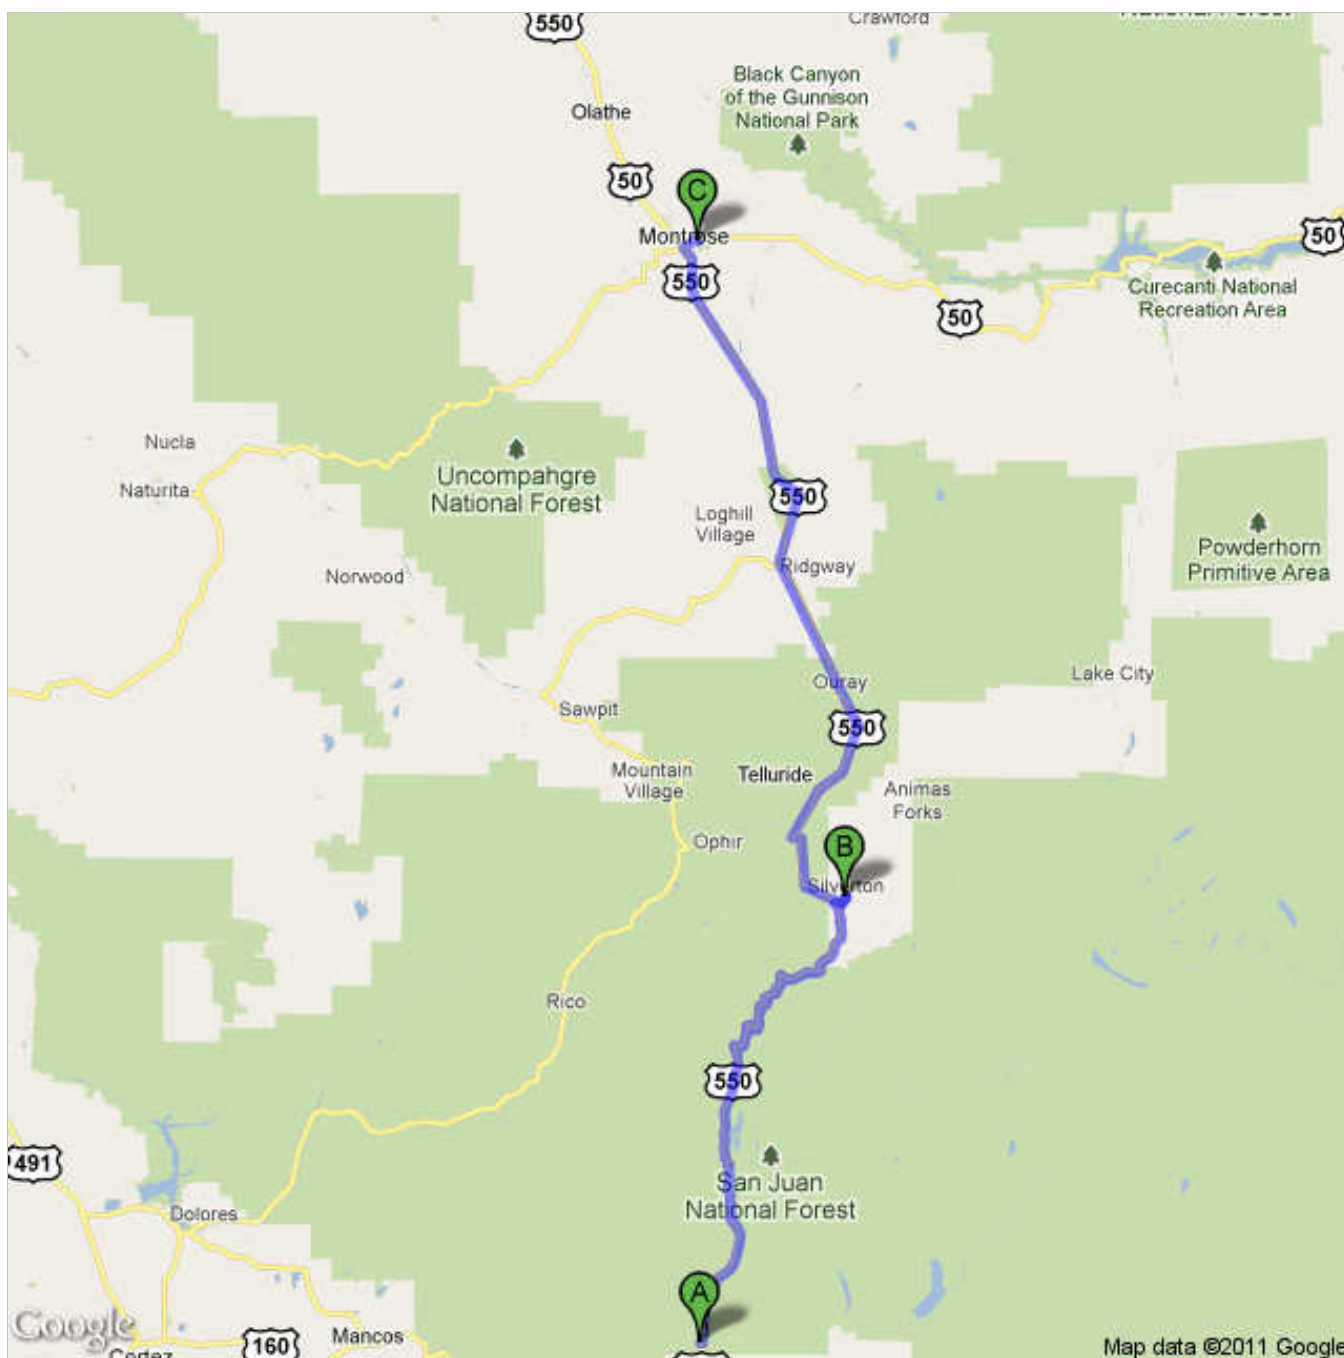 550
Crawford
Black Canyon
of the Gunnison
National Park
Olathe
50
C
Montrose
50
550
Curecanti National
Recreation Area
50
Nucla
Uncompahgre
National Forest
Naturita
550
Loghill
Village
Powderhorn
Primitive Area
Ridgway
Norwood
Lake City
Ouray
Sawpit
550
Mountain
Village
Telluride
Animas
Forks
Ophir
B
Silverton
Rico
550
491
San Juan
National Forest
Dolores
A
Google
160
Mancos
Cortez
Map data ©2011 Google